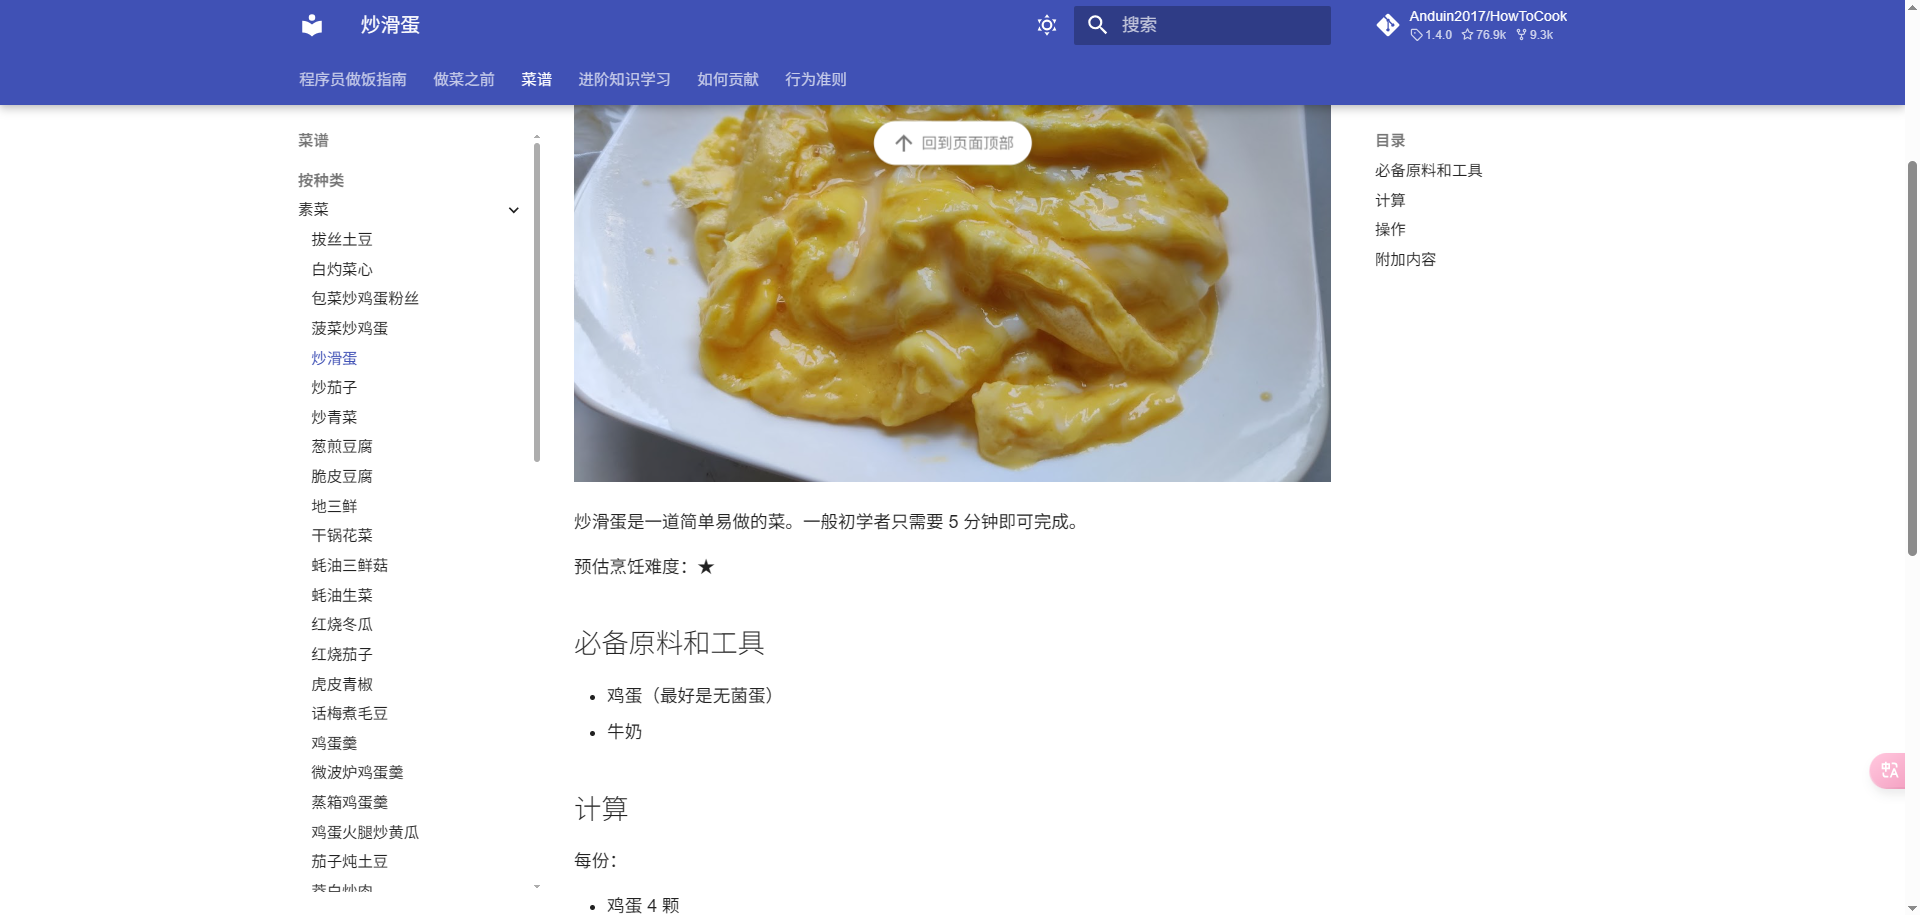 炒滑蛋
搜索
Anduin2017/HowToCook
1.4.0 76.9k 9.3k
程序员做饭指南 做菜之前 菜谱 进阶知识学习 如何贡献 行为准则
菜谱
按种类
素菜
拔丝土豆
白灼菜心
包菜炒鸡蛋粉丝
菠菜炒鸡蛋
炒滑蛋
炒茄子
炒青菜
葱煎豆腐
脆皮豆腐
地三鲜
干锅花菜
蚝油三鲜菇
蚝油生菜
红烧冬瓜
红烧茄子
虎皮青椒
话梅煮毛豆
鸡蛋羹
微波炉鸡蛋羹
蒸箱鸡蛋羹
鸡蛋火腿炒黄瓜
茄子炖土豆
回到页面顶部
炒滑蛋是一道简单易做的菜。一般初学者只需要 5 分钟即可完成。
预估烹饪难度：★
必备原料和工具
鸡蛋（最好是无菌蛋）
牛奶
计算
每份：
鸡蛋 4 颗
目录
必备原料和工具
计算
操作
附加内容